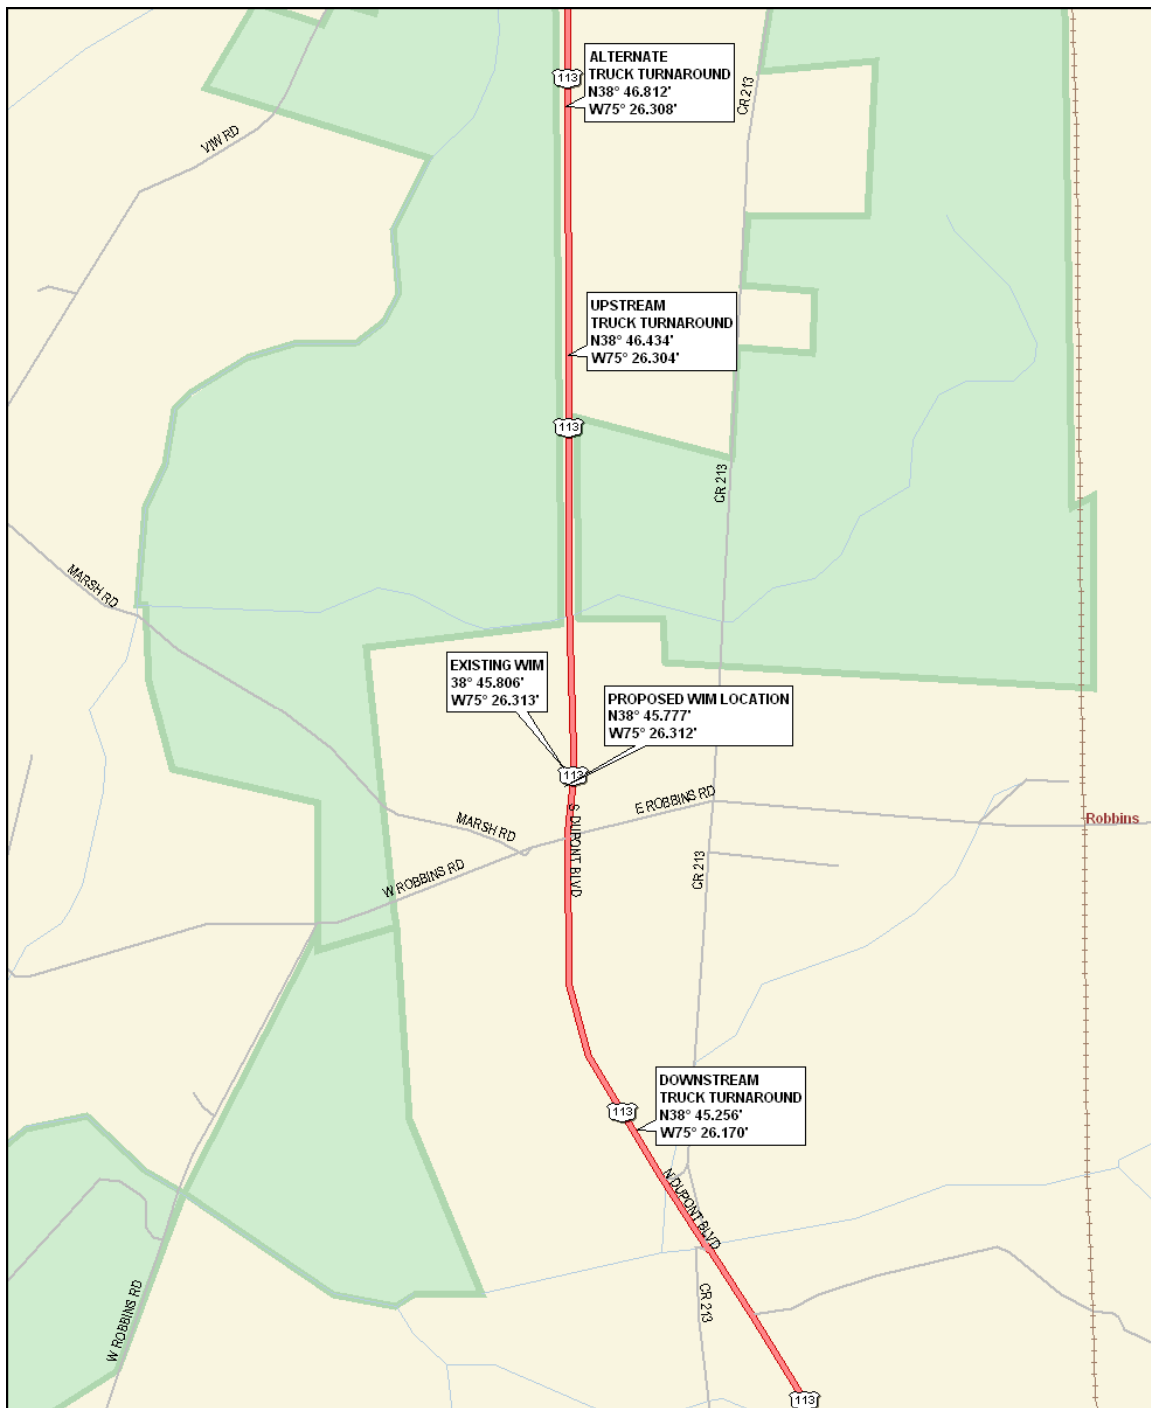 113
ALTERNATE
TRUCK TURNAROUND
N38° 46.812'
W75° 26.308'
CR 213
VIW RD
UPSTREAM
TRUCK TURNAROUND
N38° 46.434'
W75° 26.304'
113
CR 213
MARSH RD
EXISTING WIM
38° 45.806'
W75° 26.313'
PROPOSED WIM LOCATION
N38° 45.777'
W75° 26.312'
113
E ROBBINS RD
S DUPONT BLVD
MARSH RD
Robbins
W ROBBINS RD
CR 213
DOWNSTREAM
TRUCK TURNAROUND
N38° 45.256'
W75° 26.170'
113
N DUPONT BLVD
CR 213
W ROBBINS RD
113